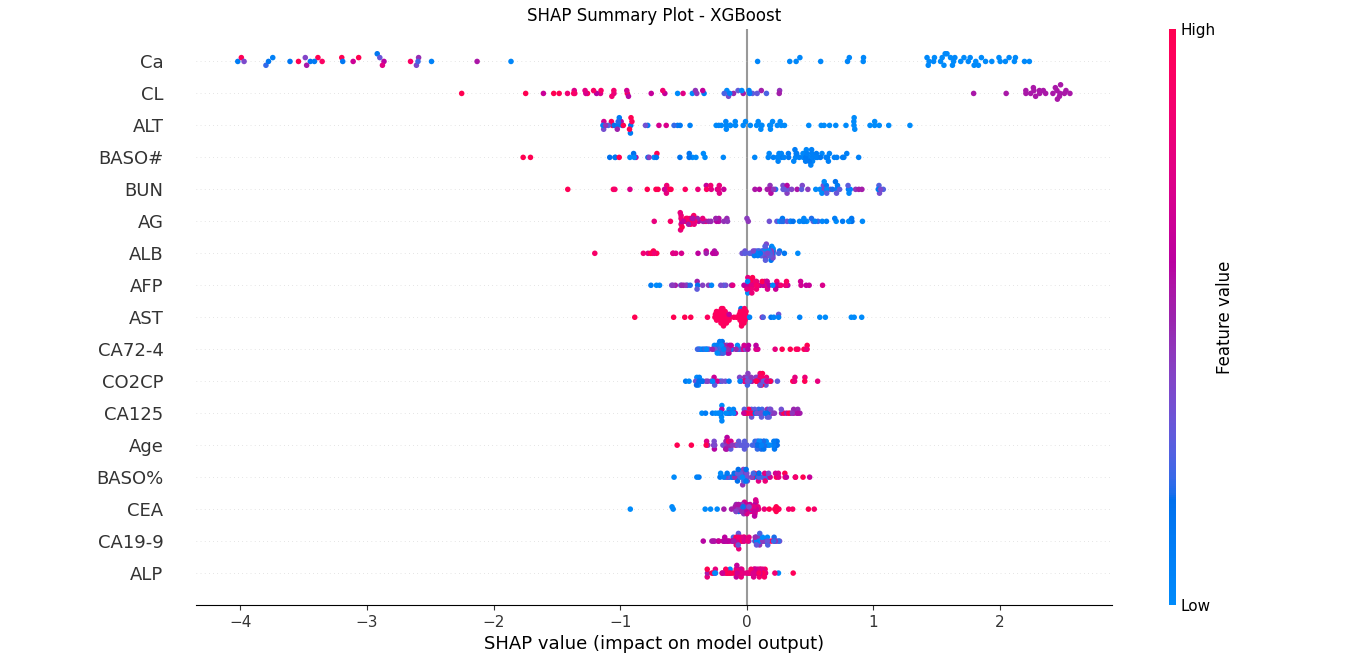 SHAP Summary Plot - XGBoost
High
Ca
CL
ALT
BASO#
BUN
AG
ALB
AFP
AST
CA72-4
CO2CP
CA125
Age
BASO%
CEA
CA19-9
ALP
Feature value
Low
−4 −3 −2 −1 0 1 2
SHAP value (impact on model output)